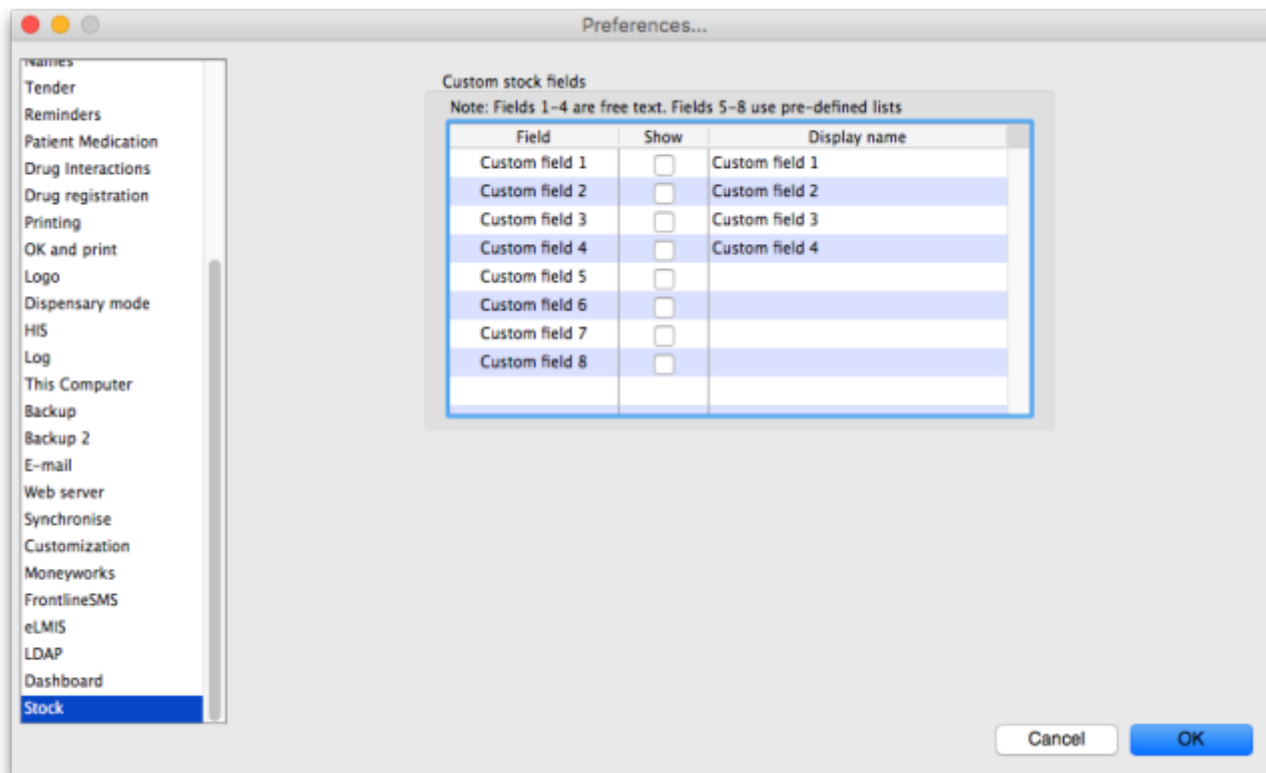 Preferences...
Names
Tender
Reminders
Patient Medication
Drug Interactions
Drug registration
Printing
OK and print
Logo
Dispensary mode
HIS
Log
This Computer
Backup
Backup 2
E-mail
Web server
Synchronise
Customization
Moneyworks
FrontlineSMS
eLMIS
LDAP
Dashboard
Stock
Custom stock fields
Note: Fields 1-4 are free text. Fields 5-8 use pre-defined lists
Field Show Display name
Custom field 1 Custom field 1
Custom field 2 Custom field 2
Custom field 3 Custom field 3
Custom field 4 Custom field 4
Custom field 5
Custom field 6
Custom field 7
Custom field 8
Cancel OK